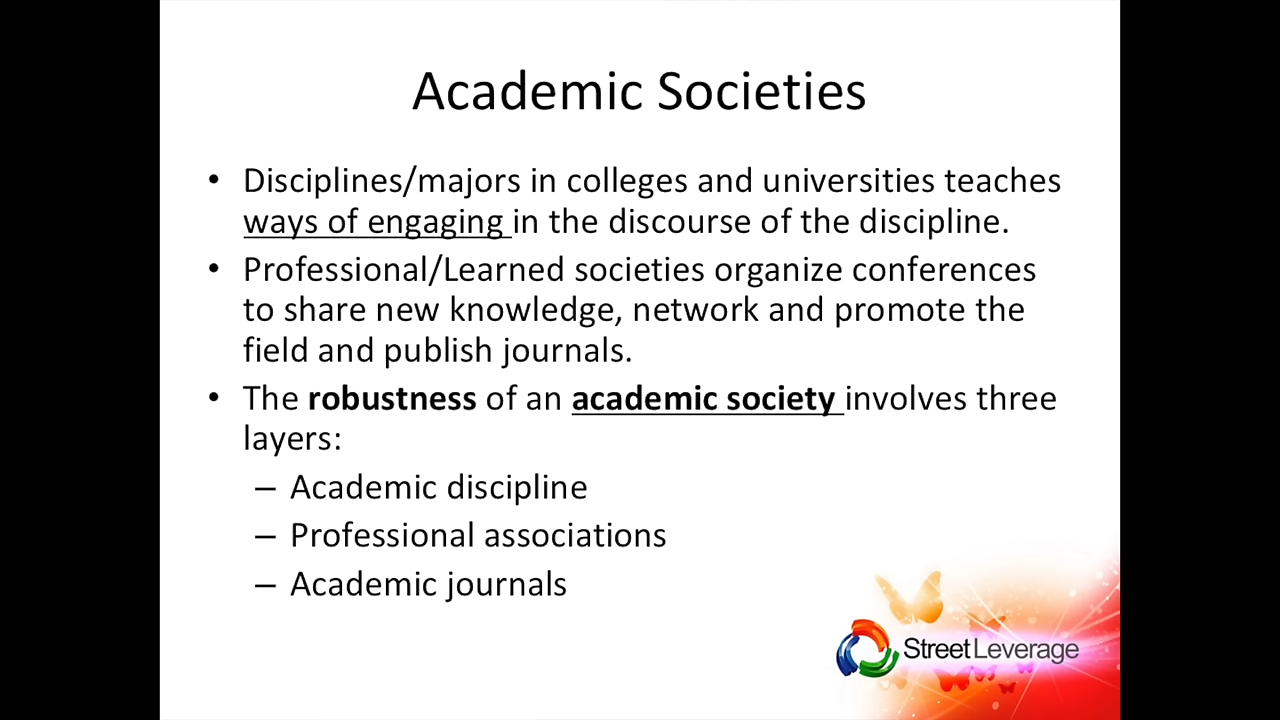 Academic Societies
• Disciplines/majors in colleges and universities teaches
ways of engaging in the discourse of the discipline.
• Professional/Learned societies organize conferences
to share new knowledge, network and promote the
field and publish journals.
• The robustness of an academic society involves three
layers:
– Academic discipline
– Professional associations
– Academic journals
StreetLeverage